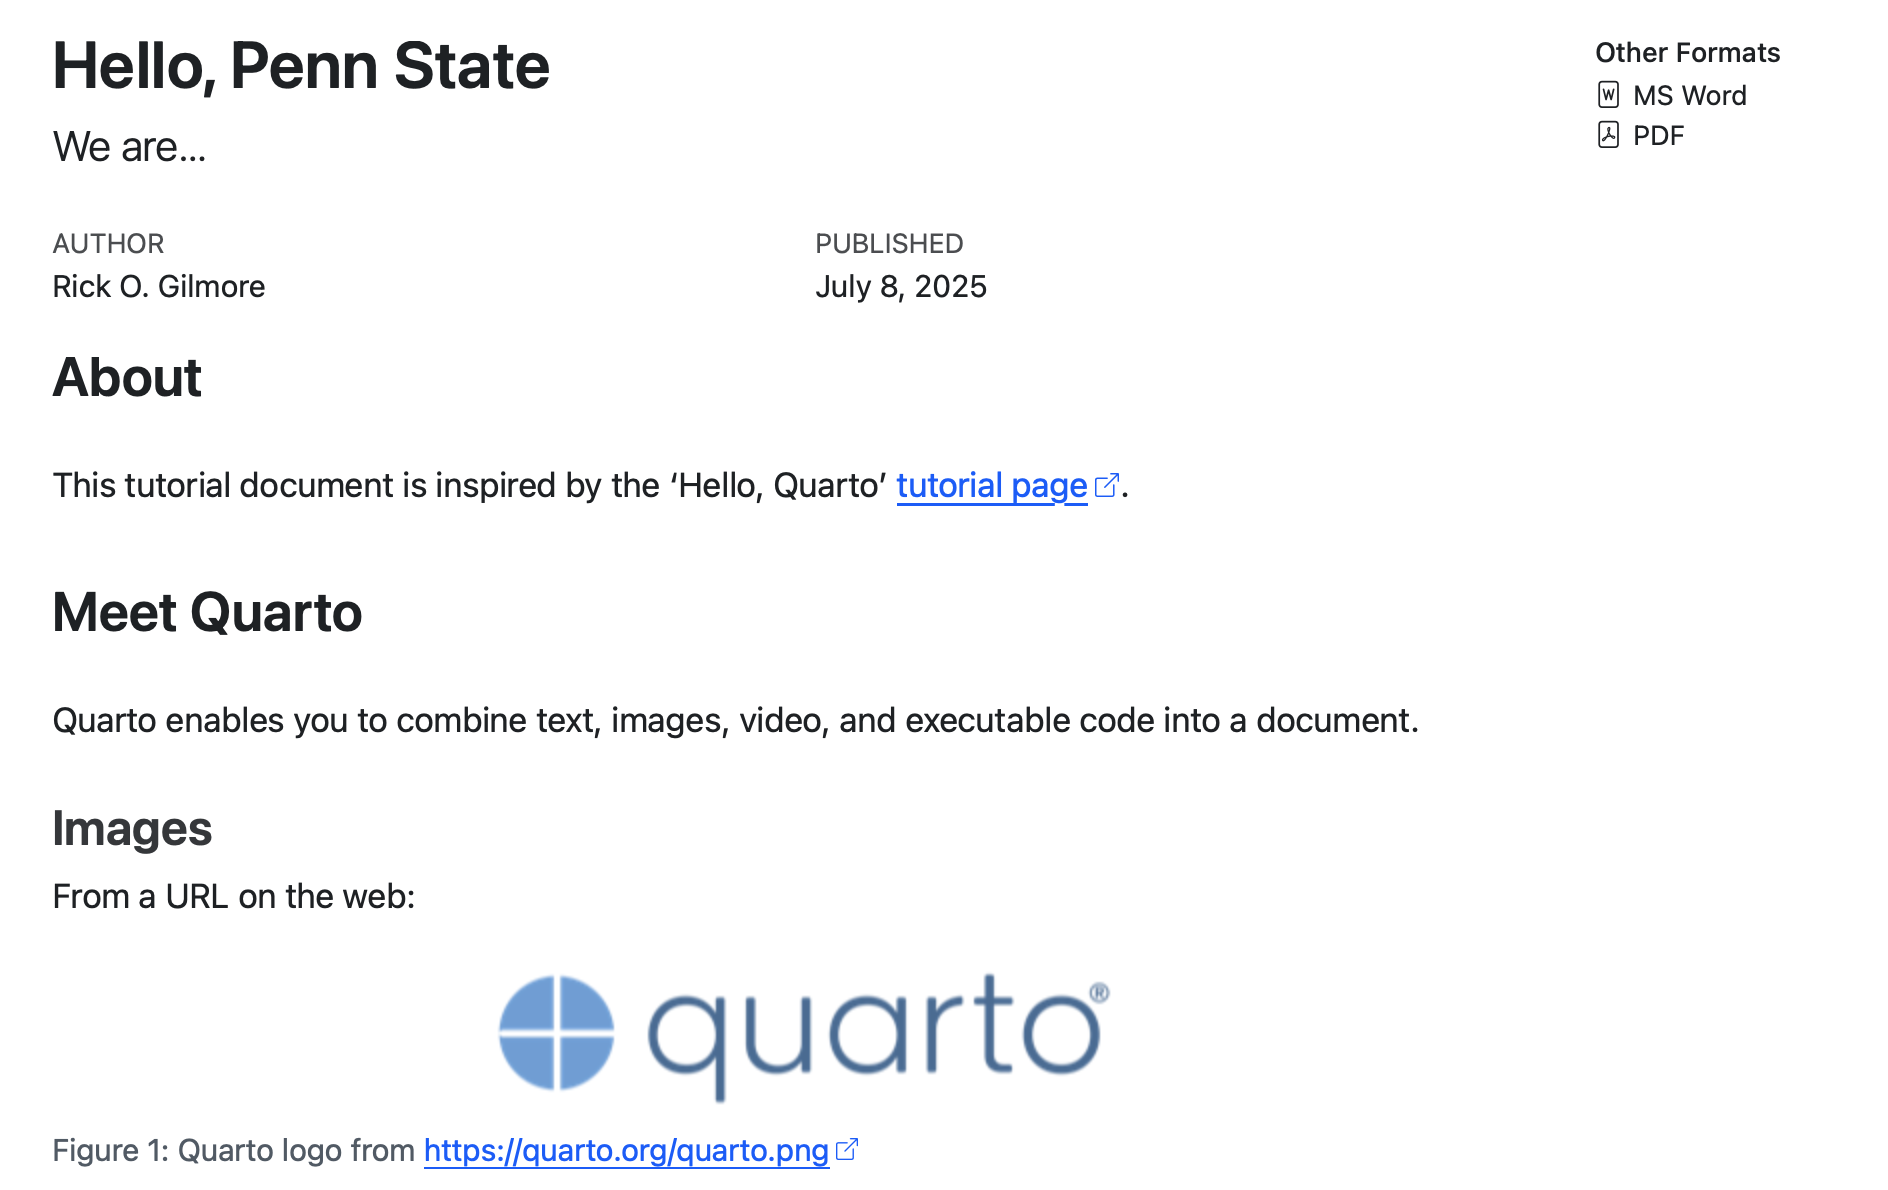 Hello, Penn State
We are...
Other Formats
MS Word
PDF
AUTHOR
Rick O. Gilmore
PUBLISHED
July 8, 2025
About
This tutorial document is inspired by the ‘Hello, Quarto’ tutorial page.
Meet Quarto
Quarto enables you to combine text, images, video, and executable code into a document.
Images
From a URL on the web:
quarto®
Figure 1: Quarto logo from https://quarto.org/quarto.png